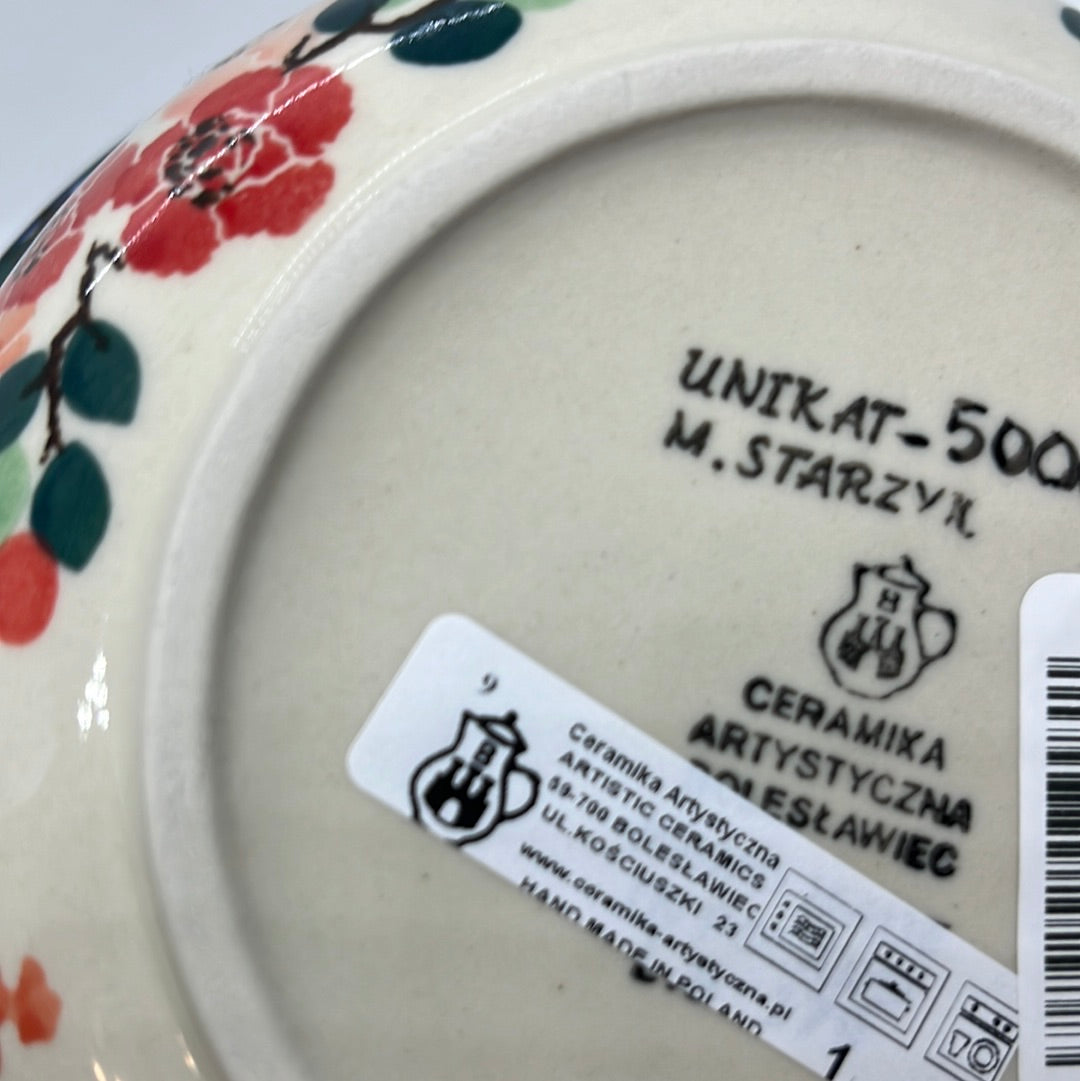 UNIKAT-500
M. STARZYK
B
CERAMIKA
ARTYSTYCZNA
BOLESŁAWIEC
9
B
Ceramika Artystyczna
ARTISTIC CERAMICS
59-700 BOLESŁAWIEC
UL.KOŚCIUSZKI 23
www.ceramika-artystyczna.pl
HAND MADE IN POLAND
1